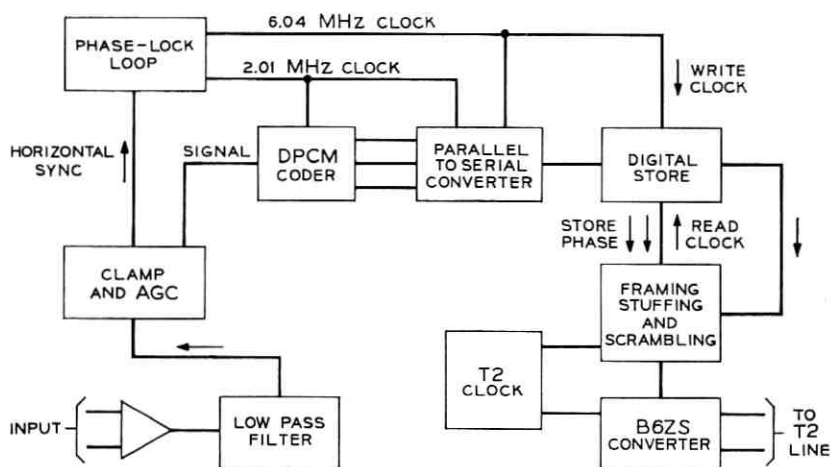 6.04 MHz CLOCK
PHASE-LOCK
LOOP
2.01 MHz CLOCK
WRITE
CLOCK
HORIZONTAL
SYNC
SIGNAL
DPCM
CODER
PARALLEL
TO SERIAL
CONVERTER
DIGITAL
STORE
STORE
PHASE
READ
CLOCK
CLAMP
AND AGC
FRAMING
STUFFING
AND
SCRAMBLING
T2
CLOCK
INPUT
LOW PASS
FILTER
B6ZS
CONVERTER
TO
T2
LINE